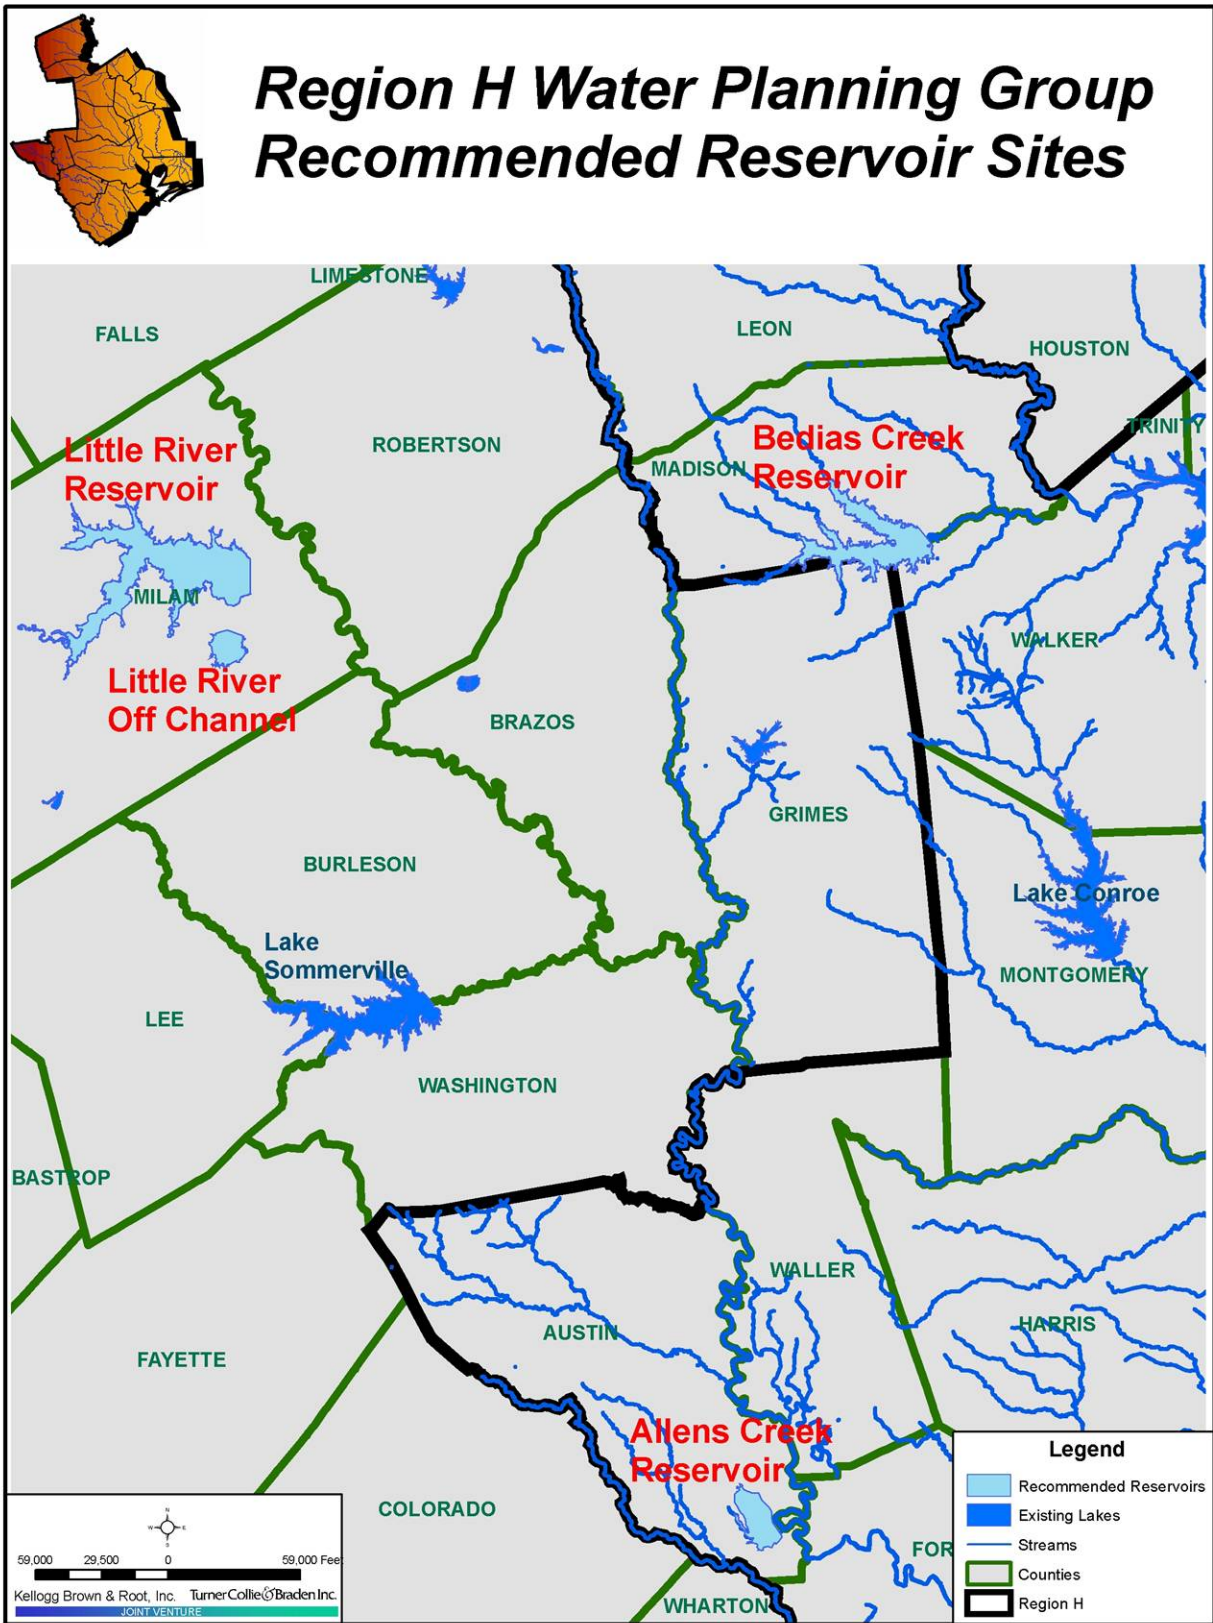 Region H Water Planning Group
Recommended Reservoir Sites
LIMESTONE
FALLS
LEON
HOUSTON
TRINITY
Little River
Reservoir
ROBERTSON
MADISON
Bedias Creek
Reservoir
MILAM
WALKER
Little River
Off Channel
BRAZOS
GRIMES
BURLESON
Lake Conroe
Lake
Sommerville
MONTGOMERY
LEE
WASHINGTON
BASTROP
WALLER
AUSTIN
HARRIS
FAYETTE
Allens Creek
Reservoir
COLORADO
FOR
WHARTON
Legend
Recommended Reservoirs
Existing Lakes
Streams
Counties
Region H
N
W E
S
59,000 29,500 0 59,000 Feet
Kellogg Brown & Root, Inc. Turner Collie & Braden Inc.
JOINT VENTURE